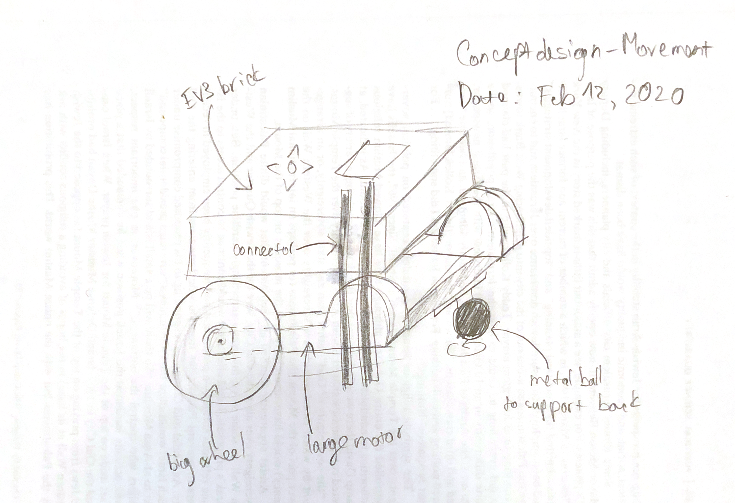 Concept design - Movement
Date: Feb 12, 2020
EV3 brick
connector
metal ball
to support back
large motor
big wheel